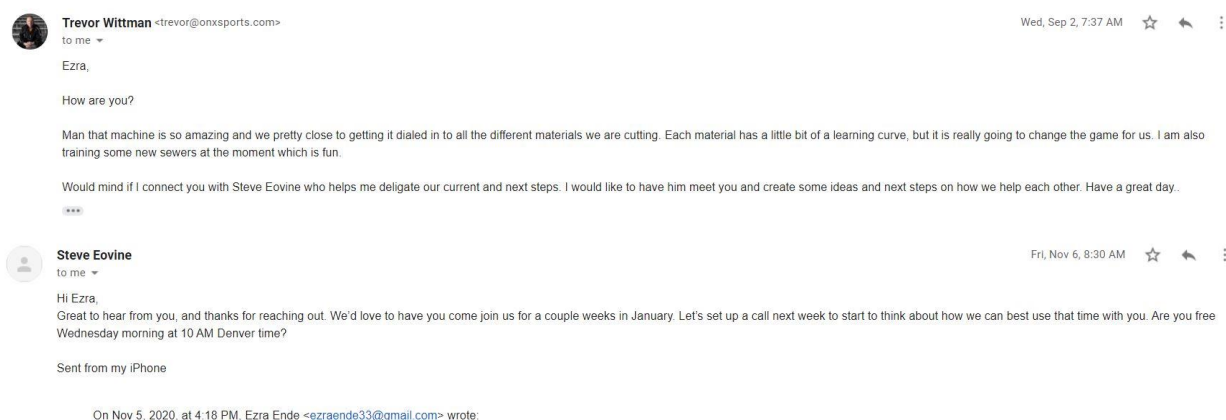 Trevor Wittman <trevor@onxsports.com> Wed, Sep 2, 7:37 AM
to me
Ezra,
How are you?
Man that machine is so amazing and we pretty close to getting it dialed in to all the different materials we are cutting. Each material has a little bit of a learning curve, but it is really going to change the game for us. I am also
training some new sewers at the moment which is fun.
Would mind if I connect you with Steve Eovine who helps me deligate our current and next steps. I would like to have him meet you and create some ideas and next steps on how we help each other. Have a great day..
Steve Eovine Fri, Nov 6, 8:30 AM
to me
Hi Ezra,
Great to hear from you, and thanks for reaching out. We'd love to have you come join us for a couple weeks in January. Let's set up a call next week to start to think about how we can best use that time with you. Are you free
Wednesday morning at 10 AM Denver time?
Sent from my iPhone
On Nov 5, 2020, at 4:18 PM, Ezra Ende <ezraende33@gmail.com> wrote: